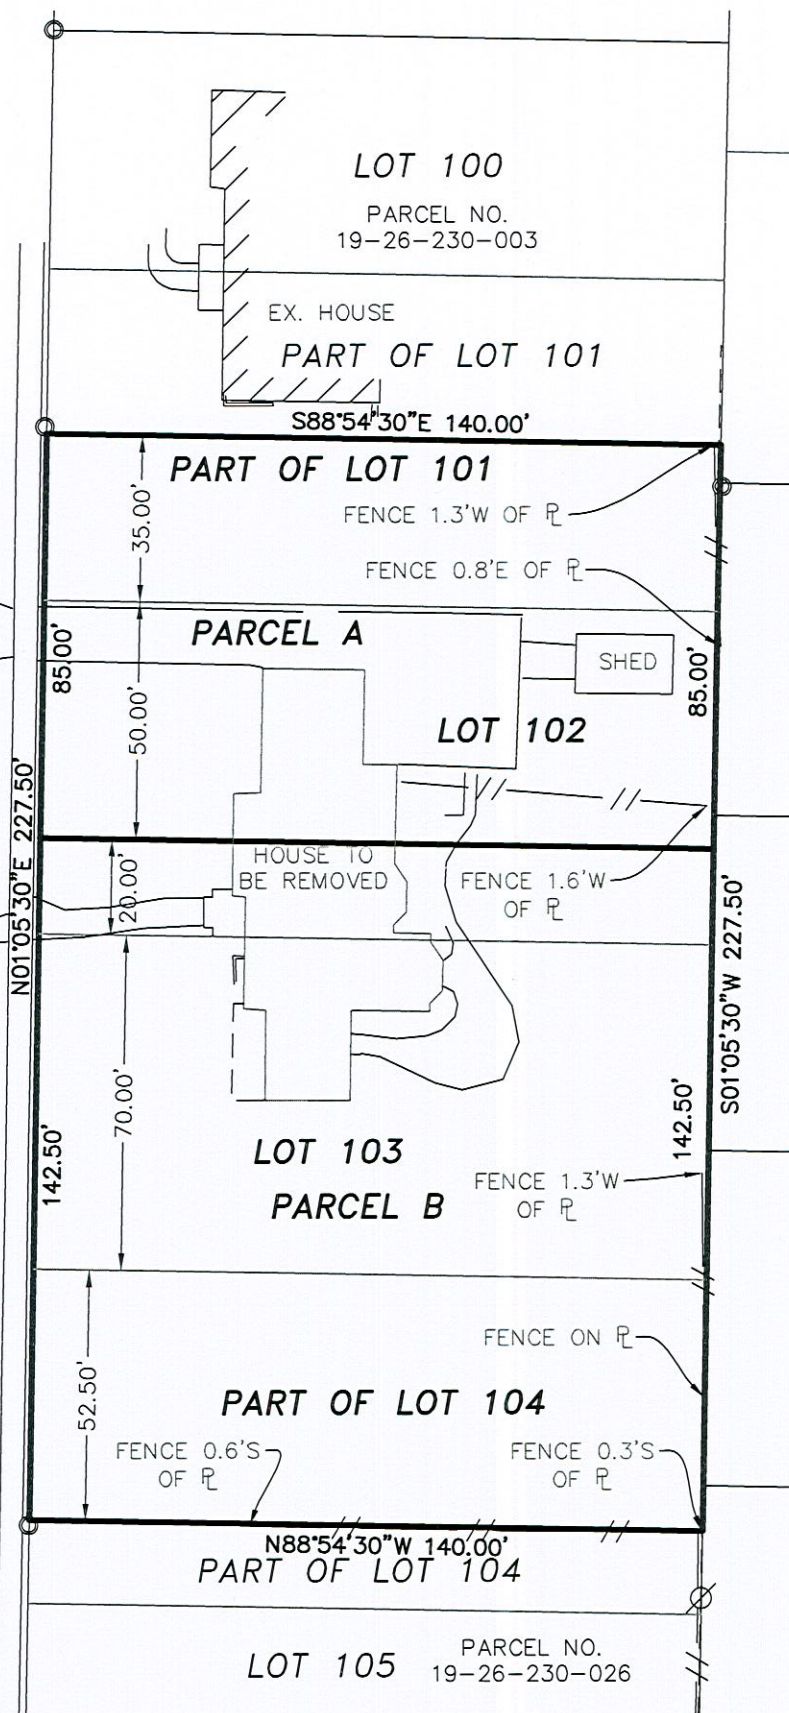 LOT 100
PARCEL NO.
19-26-230-003
EX. HOUSE
PART OF LOT 101
S88°54'30"E 140.00'
PART OF LOT 101
35.00'
FENCE 1.3'W OF ℄
FENCE 0.8'E OF ℄
PARCEL A
85.00'
SHED
85.00'
50.00'
LOT 102
N01°05'30"E 227.50'
HOUSE TO
BE REMOVED
20.00'
FENCE 1.6'W
OF ℄
S01°05'30"W 227.50'
70.00'
142.50'
142.50'
LOT 103
FENCE 1.3'W
OF ℄
PARCEL B
FENCE ON ℄
52.50'
PART OF LOT 104
FENCE 0.6'S
OF ℄
FENCE 0.3'S
OF ℄
N88°54'30"W 140.00'
PART OF LOT 104
LOT 105
PARCEL NO.
19-26-230-026